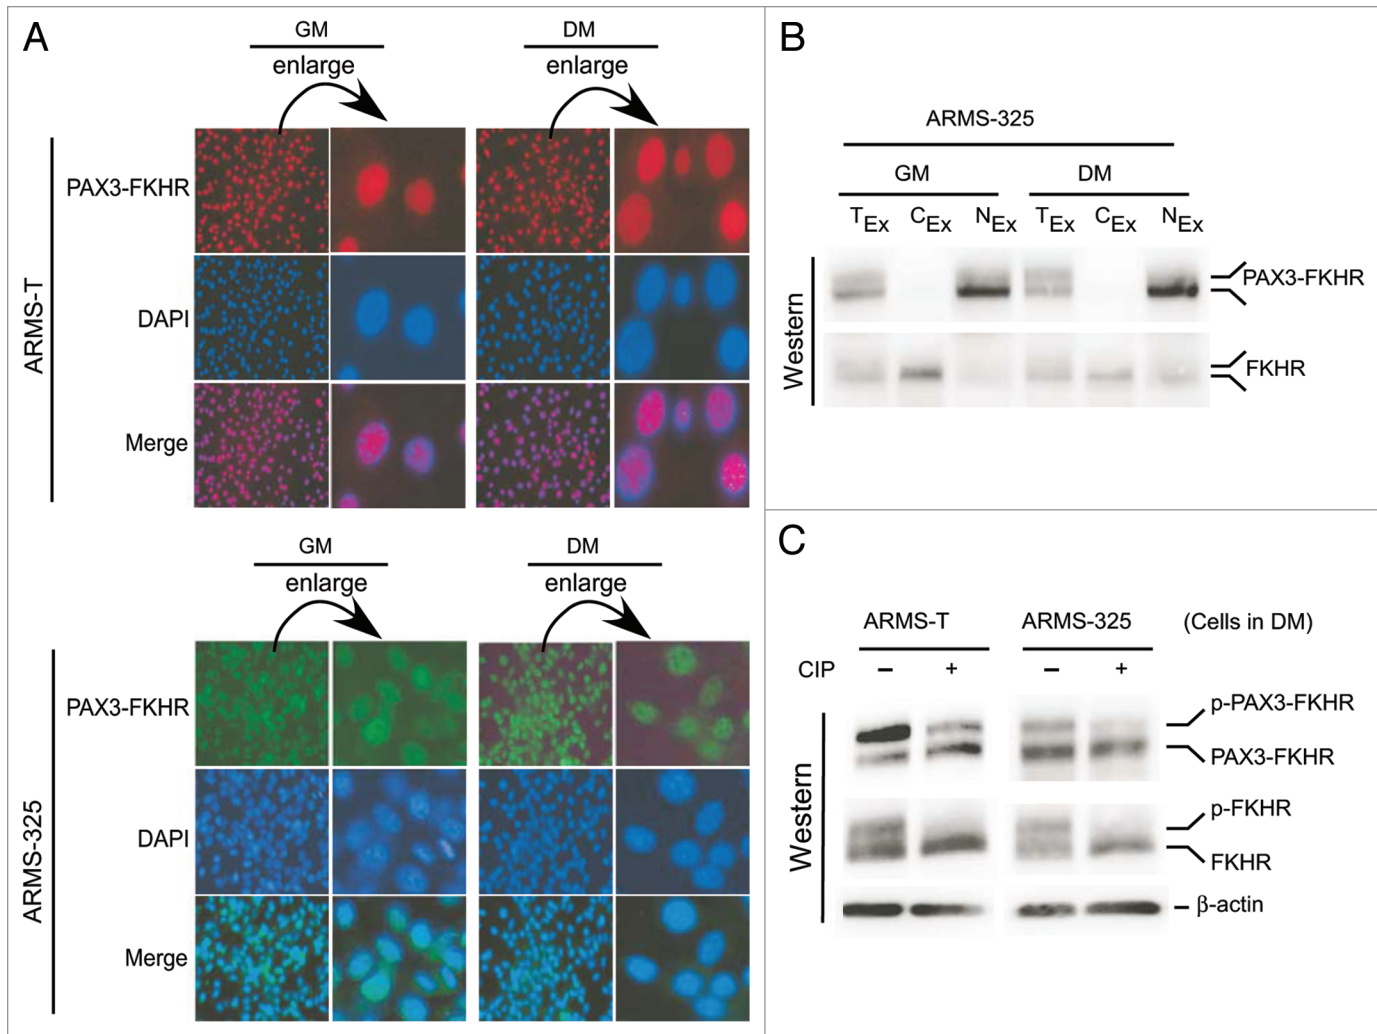 A
GM
enlarge
DM
enlarge
ARMS-T
PAX3-FKHR
DAPI
Merge
GM
enlarge
DM
enlarge
ARMS-325
PAX3-FKHR
DAPI
Merge
B
ARMS-325
GM
DM
TEx CEx NEx TEx CEx NEx
Western
PAX3-FKHR
FKHR
C
ARMS-T
ARMS-325
(Cells in DM)
CIP – + – +
Western
p-PAX3-FKHR
PAX3-FKHR
p-FKHR
FKHR
β-actin